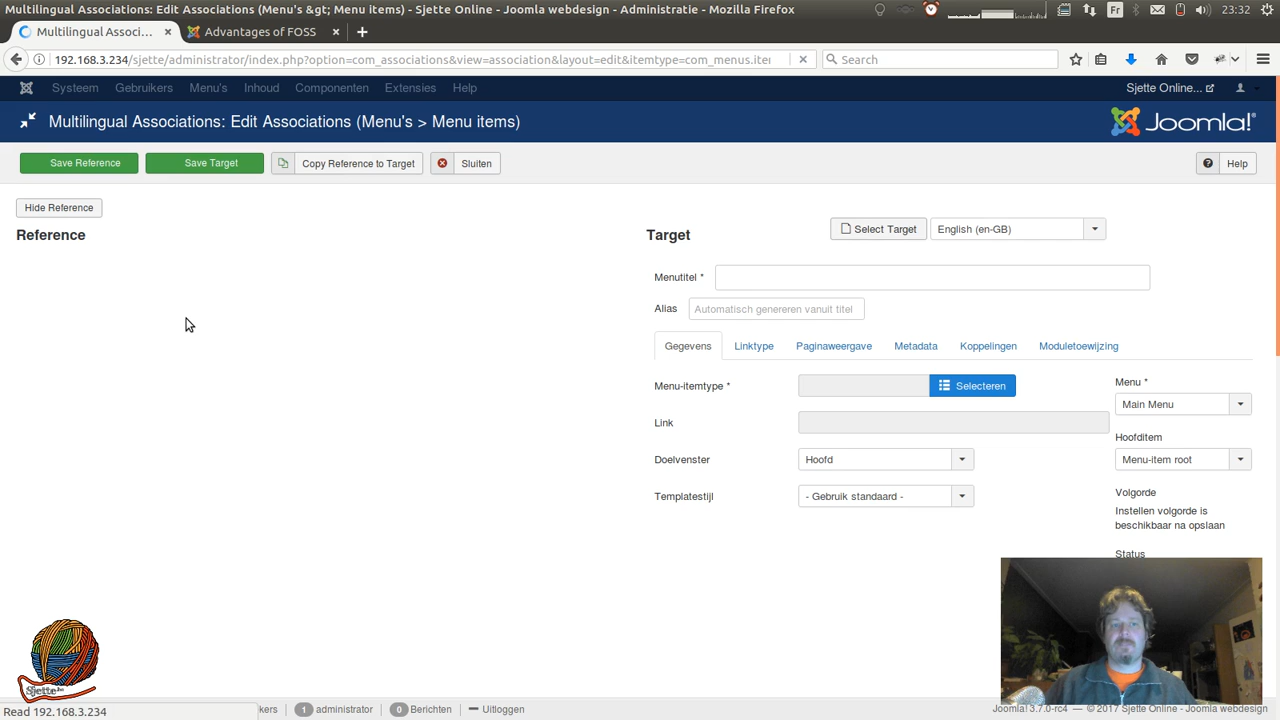 Multilingual Associations: Edit Associations (Menu's &gt; Menu items) - Sjette Online - Joomla webdesign - Administratie - Mozilla Firefox
Fr
23:32
Multilingual Associ...
Advantages of FOSS
192.168.3.234/sjette/administrator/index.php?option=com_associations&view=association&layout=edit&itemtype=com_menus.iter
Search
Systeem
Gebruikers
Menu's
Inhoud
Componenten
Extensies
Help
Sjette Online...
Multilingual Associations: Edit Associations (Menu's > Menu items)
Joomla!
Save Reference
Save Target
Copy Reference to Target
Sluiten
Help
Hide Reference
Reference
Target
Select Target
English (en-GB)
Menutitel *
Alias
Automatisch genereren vanuit titel
Gegevens
Linktype
Paginaweergave
Metadata
Koppelingen
Moduletoewijzing
Menu-itemtype *
Selecteren
Link
Doelvenster
Hoofd
Templatestijl
- Gebruik standaard -
Menu *
Main Menu
Hoofditem
Menu-item root
Volgorde
Instellen volgorde is
beschikbaar na opslaan
Status
Sjette
Read 192.168.3.234
kers
1 administrator
0 Berichten
Uitloggen
Joomla! 3.7.0-rc4 — © 2017 Sjette Online - Joomla webdesign